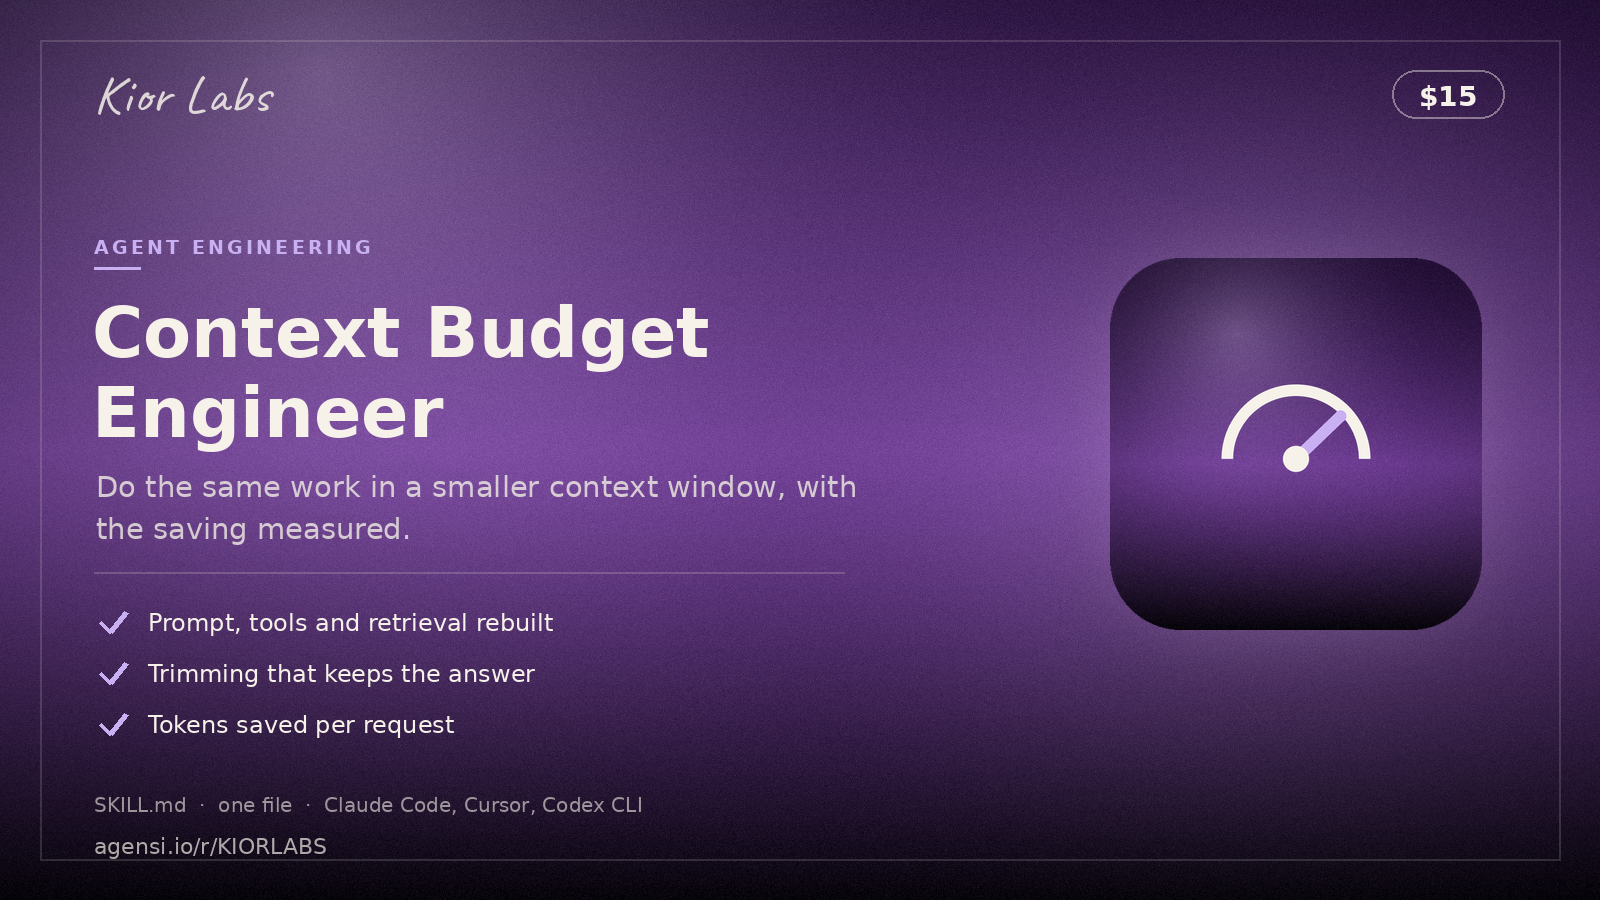 Kior Labs
$15
AGENT ENGINEERING
Context Budget
Engineer
Do the same work in a smaller context window, with
the saving measured.
Prompt, tools and retrieval rebuilt
Trimming that keeps the answer
Tokens saved per request
SKILL.md · one file · Claude Code, Cursor, Codex CLI
agensi.io/r/KIORLABS